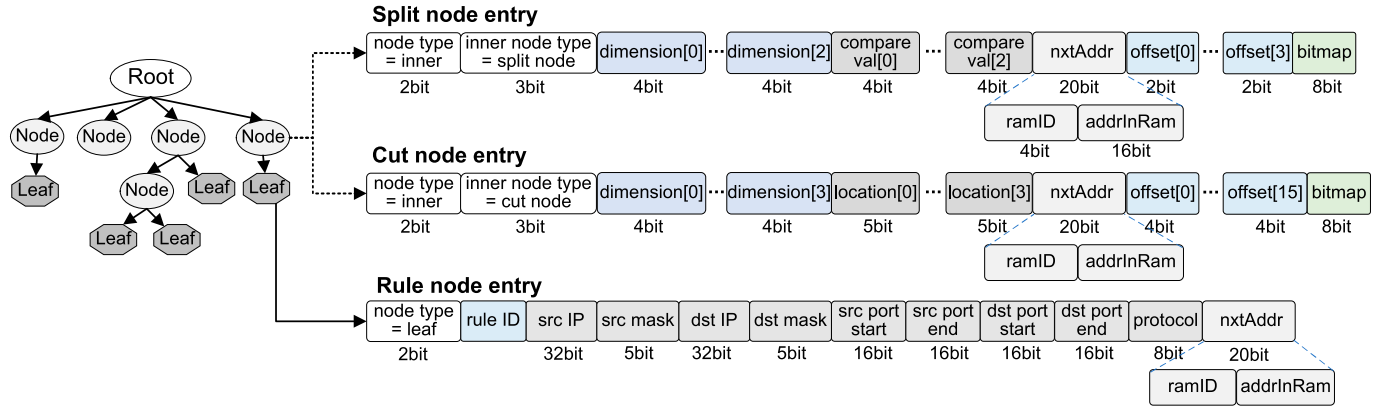 Split node entry
node type
= inner
inner node type
= split node
dimension[0]
...
dimension[2]
compare
val[0]
...
compare
val[2]
nxtAddr
offset[0]
...
offset[3]
bitmap
2bit
3bit
4bit
4bit
4bit
4bit
20bit
2bit
2bit
8bit
ramID
addrInRam
4bit
16bit
Root
Node
Node
Node
Node
Leaf
Node
Leaf
Leaf
Leaf
Leaf
Cut node entry
node type
= inner
inner node type
= cut node
dimension[0]
...
dimension[3]
location[0]
...
location[3]
nxtAddr
offset[0]
...
offset[15]
bitmap
2bit
3bit
4bit
4bit
5bit
5bit
20bit
4bit
4bit
8bit
ramID
addrInRam
Rule node entry
node type
= leaf
rule ID
src IP
src mask
dst IP
dst mask
src port
start
src port
end
dst port
start
dst port
end
protocol
nxtAddr
2bit
32bit
5bit
32bit
5bit
16bit
16bit
16bit
16bit
8bit
20bit
ramID
addrInRam